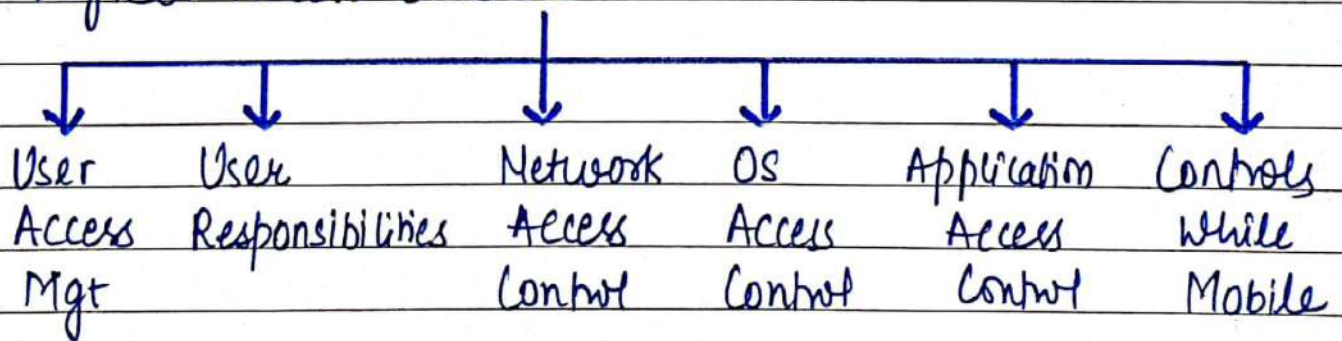 User User Network OS Application Controls
Access Responsibilities Access Access Access While
Mgt Control Control Control Mobile